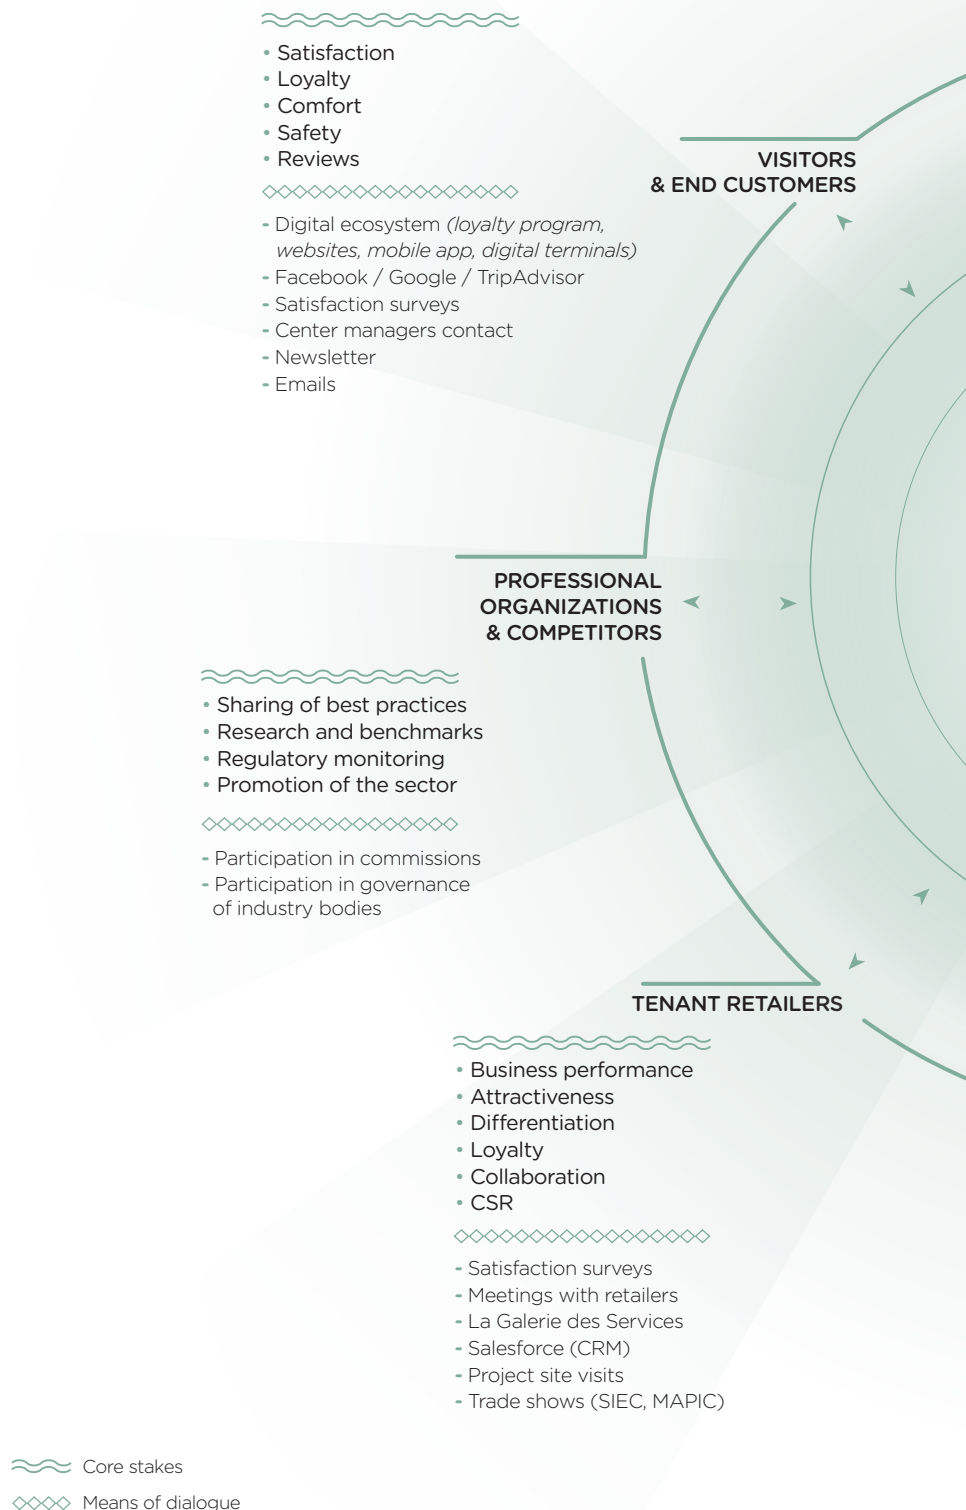 • Satisfaction
• Loyalty
• Comfort
• Safety
• Reviews
VISITORS
& END CUSTOMERS
- Digital ecosystem (loyalty program,
websites, mobile app, digital terminals)
- Facebook / Google / TripAdvisor
- Satisfaction surveys
- Center managers contact
- Newsletter
- Emails
PROFESSIONAL
ORGANIZATIONS
& COMPETITORS
• Sharing of best practices
• Research and benchmarks
• Regulatory monitoring
• Promotion of the sector
- Participation in commissions
- Participation in governance
of industry bodies
TENANT RETAILERS
• Business performance
• Attractiveness
• Differentiation
• Loyalty
• Collaboration
• CSR
- Satisfaction surveys
- Meetings with retailers
- La Galerie des Services
- Salesforce (CRM)
- Project site visits
- Trade shows (SIEC, MAPIC)
Core stakes
Means of dialogue